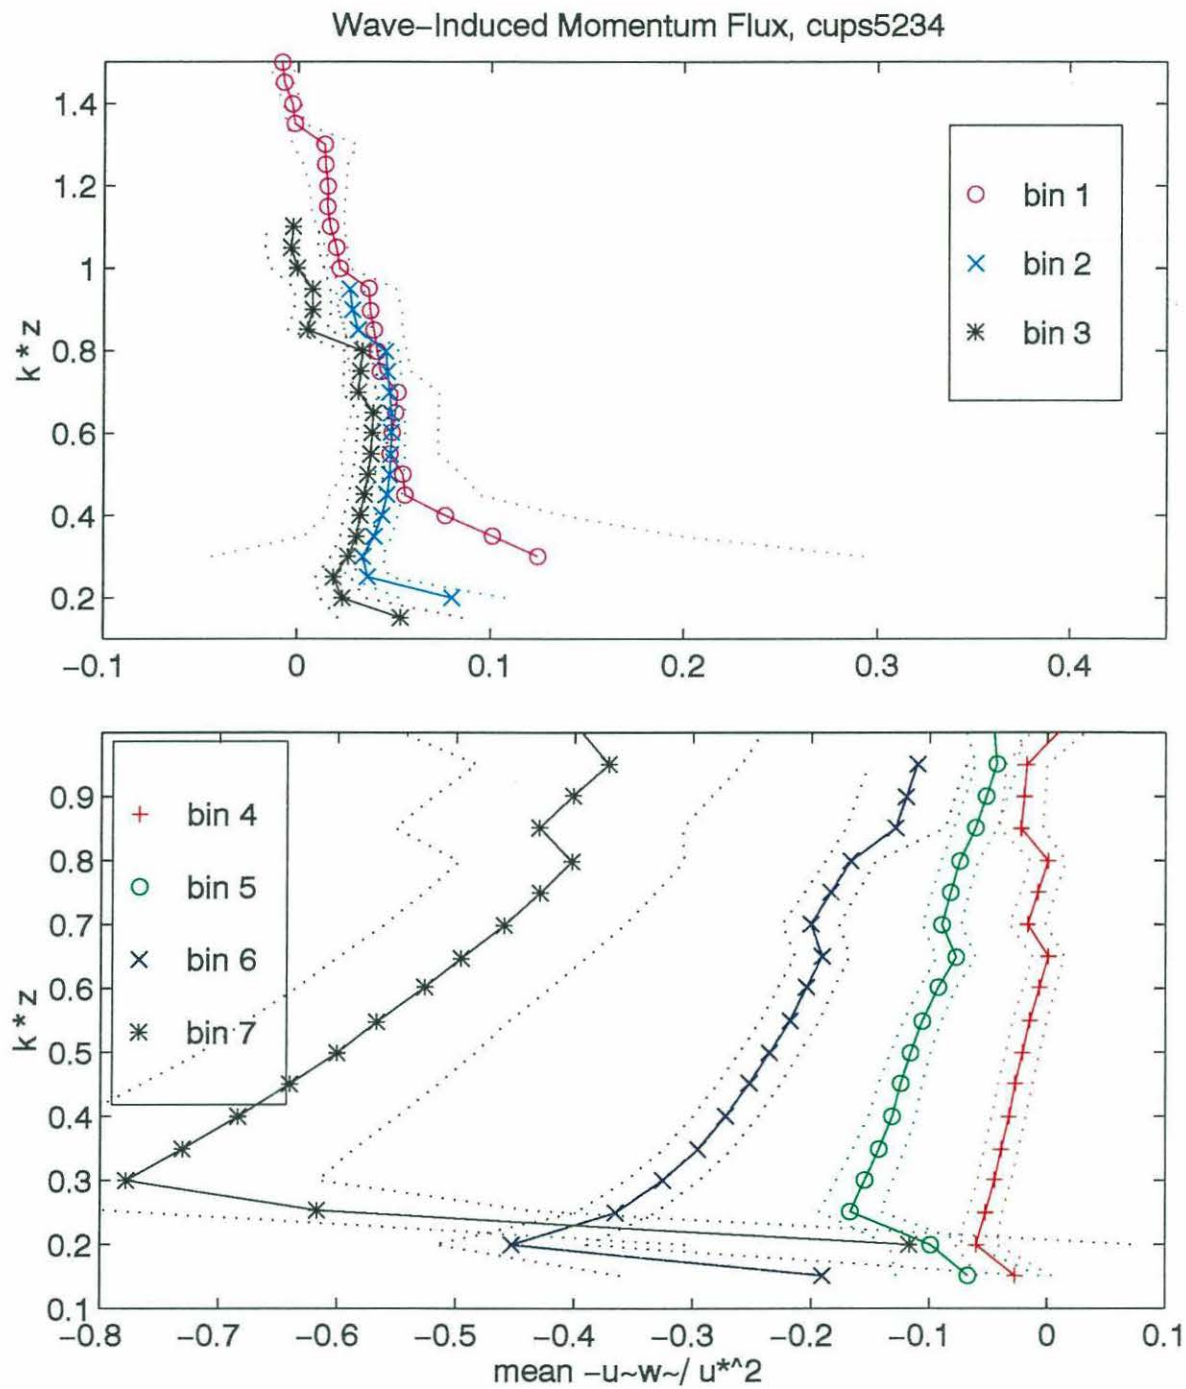 Wave-Induced Momentum Flux, cups5234
1.4
1.2
1
0.8
0.6
0.4
0.2
k * z
bin 1
bin 2
bin 3
-0.1 0 0.1 0.2 0.3 0.4
0.9
0.8
0.7
0.6
0.5
0.4
0.3
0.2
0.1
k * z
bin 4
bin 5
bin 6
bin 7
-0.8 -0.7 -0.6 -0.5 -0.4 -0.3 -0.2 -0.1 0 0.1
mean -u~w~/ u*^2